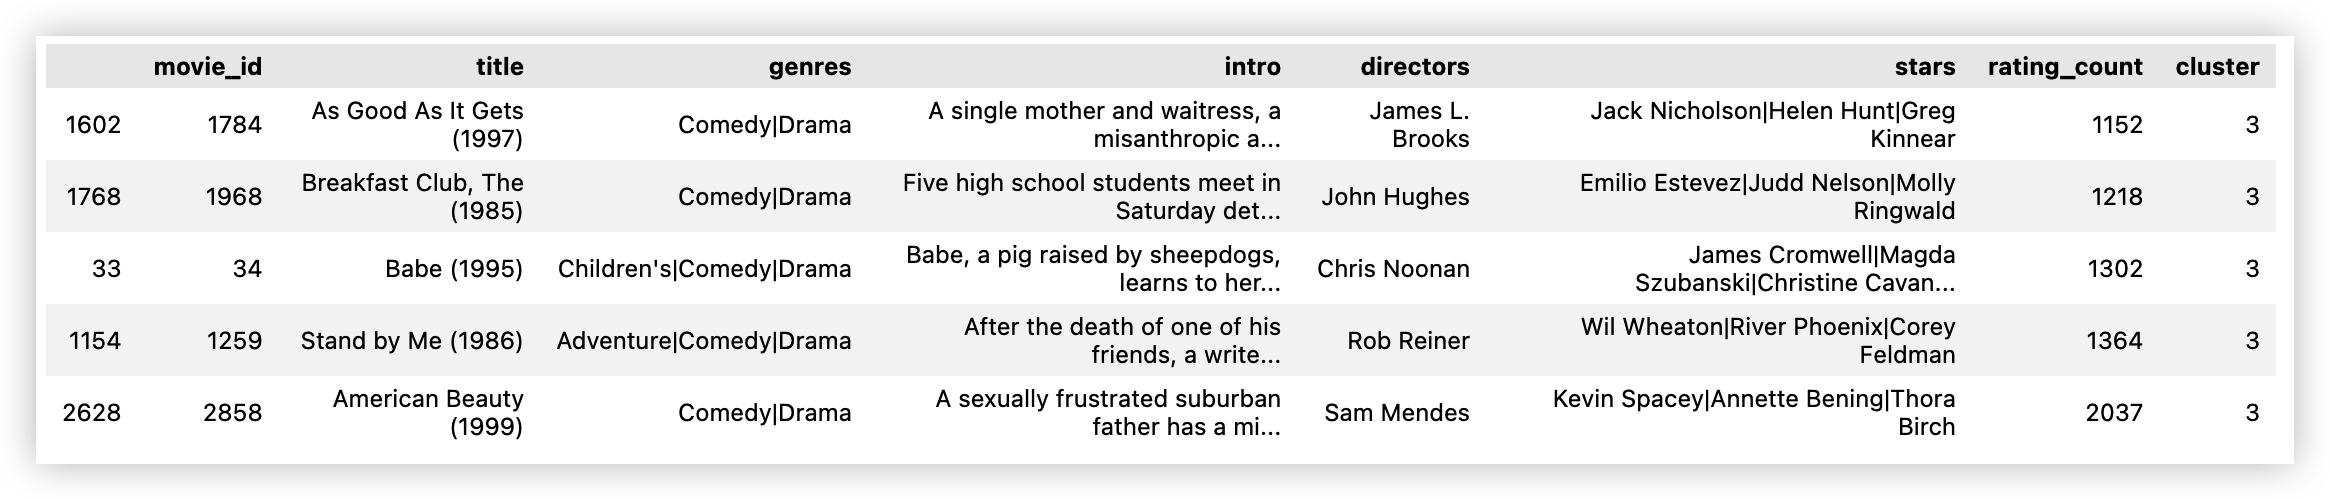 movie_id title genres intro directors stars rating_count cluster
1602 1784 As Good As It Gets (1997) Comedy|Drama A single mother and waitress, a misanthropic a... James L. Brooks Jack Nicholson|Helen Hunt|Greg Kinnear 1152 3
1768 1968 Breakfast Club, The (1985) Comedy|Drama Five high school students meet in Saturday det... John Hughes Emilio Estevez|Judd Nelson|Molly Ringwald 1218 3
33 34 Babe (1995) Children's|Comedy|Drama Babe, a pig raised by sheepdogs, learns to her... Chris Noonan James Cromwell|Magda Szubanski|Christine Cavan... 1302 3
1154 1259 Stand by Me (1986) Adventure|Comedy|Drama After the death of one of his friends, a write... Rob Reiner Wil Wheaton|River Phoenix|Corey Feldman 1364 3
2628 2858 American Beauty (1999) Comedy|Drama A sexually frustrated suburban father has a mi... Sam Mendes Kevin Spacey|Annette Bening|Thora Birch 2037 3